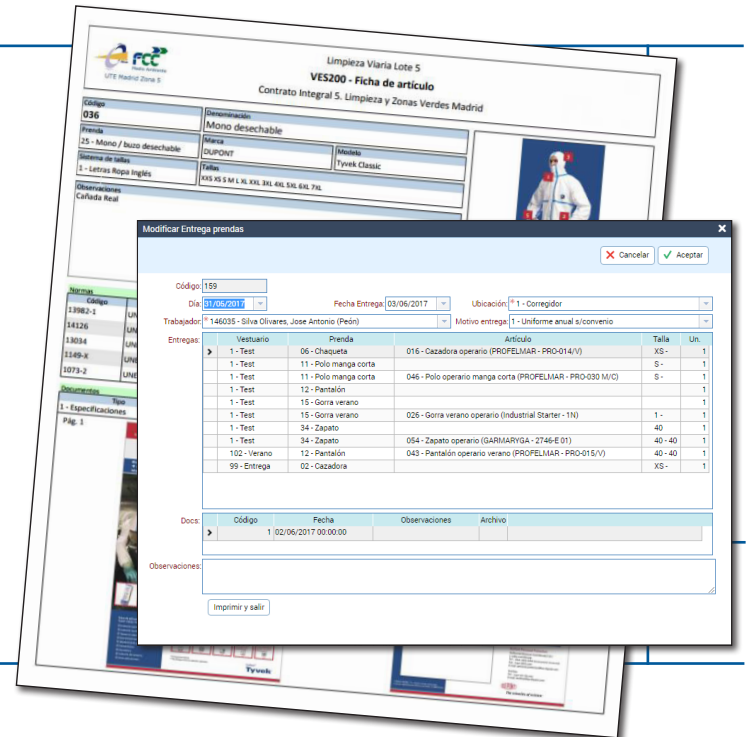 fcc
Medio Ambiente
UTE Madrid Zona 5
Limpieza Viaria Lote 5
VES200 - Ficha de artículo
Contrato Integral 5. Limpieza y Zonas Verdes Madrid
Código
036
Denominación
Mono desechable
Prenda
25 - Mono / buzo desechable
Marca
DUPONT
Modelo
Tyvek Classic
Sistema de tallas
1 - Letras Ropa Inglés
Tallas
XXS XS S M L XL XXL 3XL 4XL 5XL 6XL 7XL
Observaciones
Cañada Real
Normas
Código
13982-1
14126
13034
1149-X
1073-2
Documentos
Tipo
1 - Especificaciones
Pág. 1
Tyvek
Modificar Entrega prendas
Cancelar Aceptar
Código: 159
Día: 31/05/2017 Fecha Entrega: 03/06/2017 Ubicación: * 1 - Corregidor
Trabajador: * 146035 - Silva Olivares, Jose Antonio (Peón) Motivo entrega: 1 - Uniforme anual s/convenio
Entregas: Vestuario Prenda Artículo Talla Un.
1 - Test 06 - Chaqueta 016 - Cazadora operario (PROFELMAR - PRO-014/V) XS - 1
1 - Test 11 - Polo manga corta S - 1
1 - Test 11 - Polo manga corta 046 - Polo operario manga corta (PROFELMAR - PRO-030 M/C) S - 1
1 - Test 12 - Pantalón 1
1 - Test 15 - Gorra verano 1
1 - Test 15 - Gorra verano 026 - Gorra verano operario (Industrial Starter - 1N) 1 - 1
1 - Test 34 - Zapato 40 1
1 - Test 34 - Zapato 054 - Zapato operario (GARMARYGA - 2746-E 01) 40 - 40 1
102 - Verano 12 - Pantalón 043 - Pantalón operario verano (PROFELMAR - PRO-015/V) 40 - 40 1
99 - Entrega 02 - Cazadora XS - 1
Docs: Código Fecha Observaciones Archivo
1 02/06/2017 00:00:00
Observaciones:
Imprimir y salir